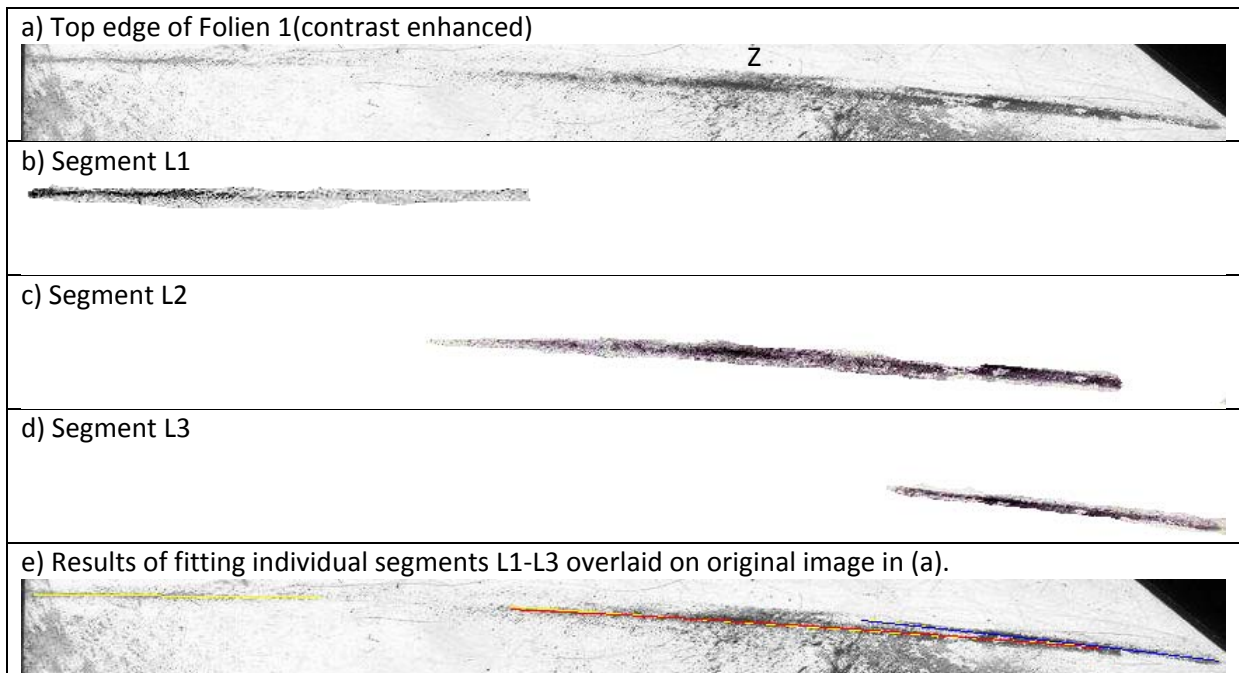 a) Top edge of Folien 1(contrast enhanced)
Z
b) Segment L1
c) Segment L2
d) Segment L3
e) Results of fitting individual segments L1-L3 overlaid on original image in (a).